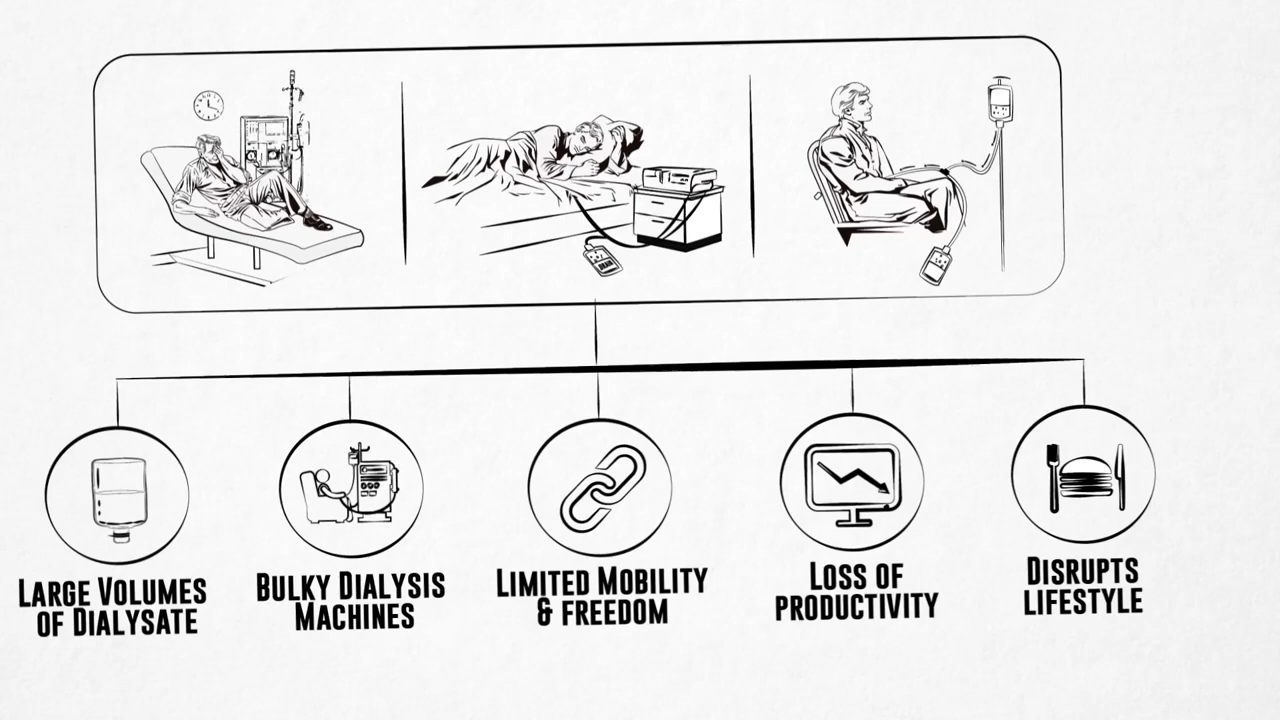 Large Volumes
of Dialysate
Bulky Dialysis
Machines
Limited Mobility
& Freedom
Loss of
Productivity
Disrupts
Lifestyle